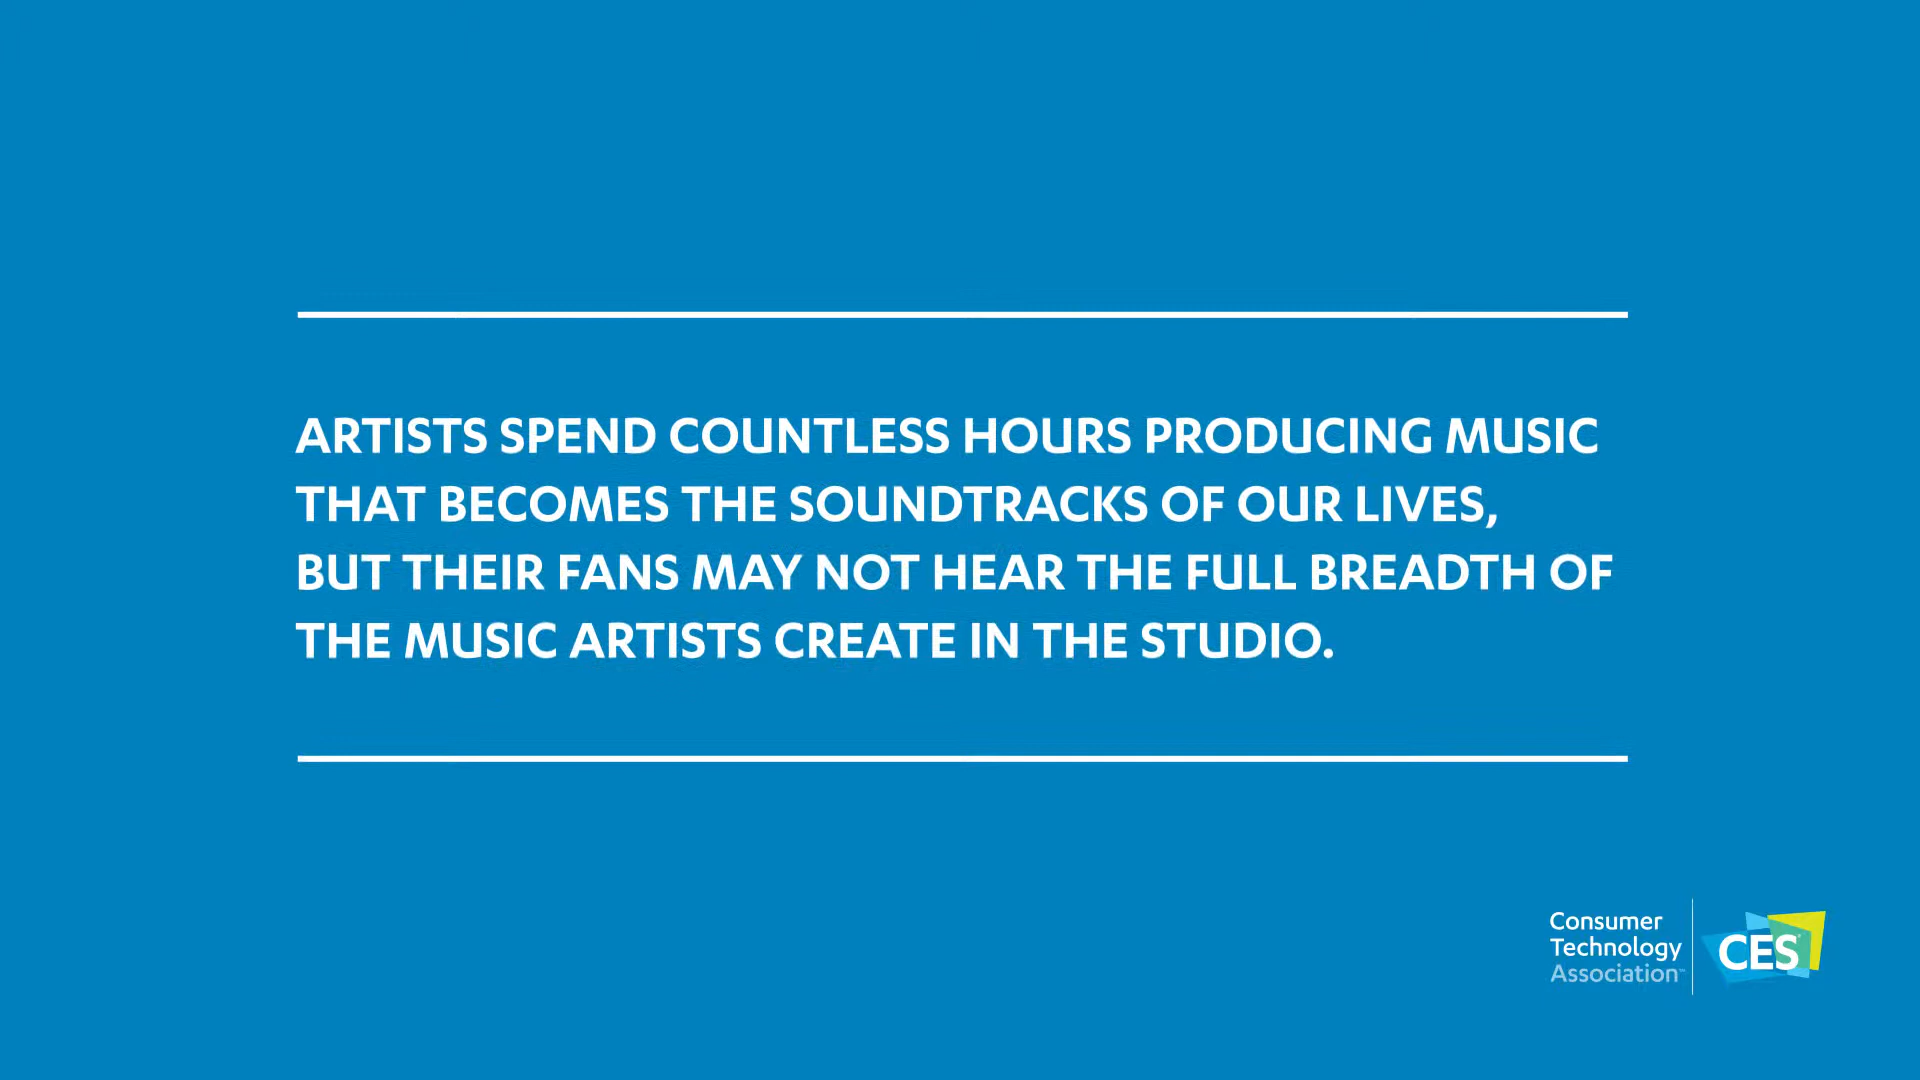 ARTISTS SPEND COUNTLESS HOURS PRODUCING MUSIC
THAT BECOMES THE SOUNDTRACKS OF OUR LIVES,
BUT THEIR FANS MAY NOT HEAR THE FULL BREADTH OF
THE MUSIC ARTISTS CREATE IN THE STUDIO.
Consumer
Technology
Association™
CES®